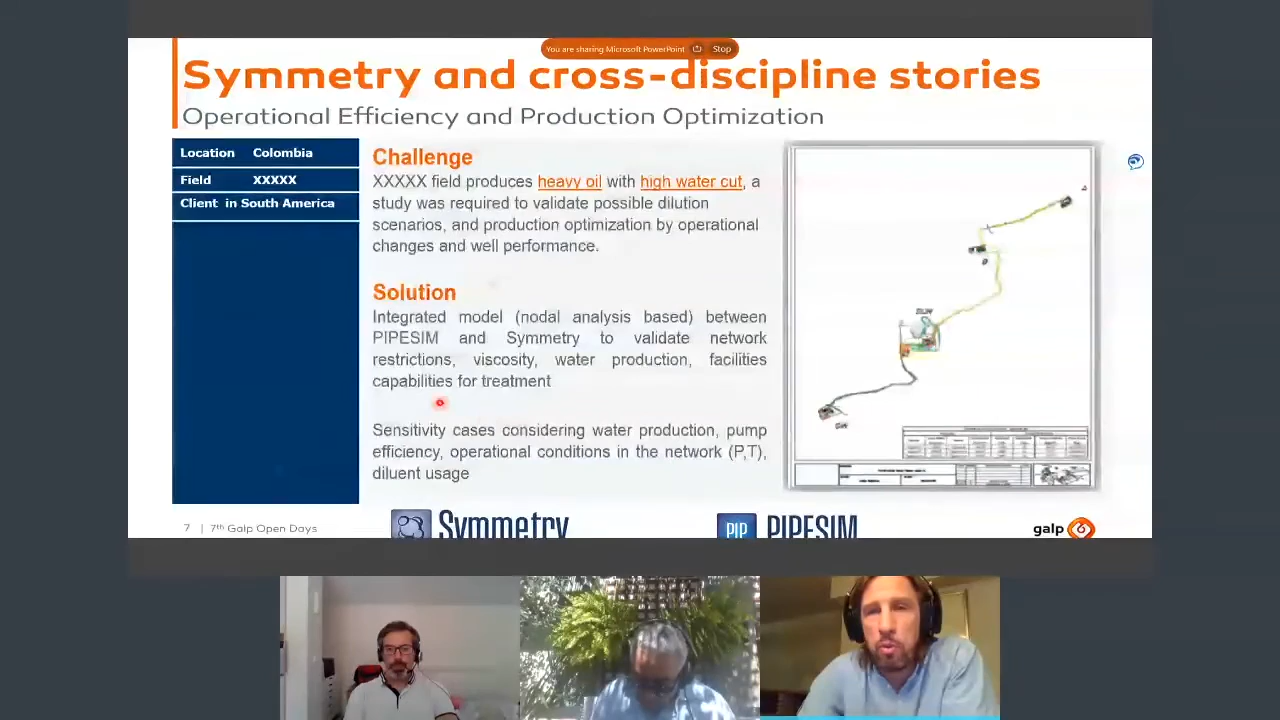 You are sharing Microsoft PowerPoint Stop
Symmetry and cross-discipline stories
Operational Efficiency and Production Optimization
Location Colombia
Field XXXXX
Client in South America
Challenge
XXXXX field produces heavy oil with high water cut, a
study was required to validate possible dilution
scenarios, and production optimization by operational
changes and well performance.
Solution
Integrated model (nodal analysis based) between
PIPESIM and Symmetry to validate network
restrictions, viscosity, water production, facilities
capabilities for treatment
Sensitivity cases considering water production, pump
efficiency, operational conditions in the network (P,T),
diluent usage
7 | 7th Galp Open Days
Symmetry
PIP PIPESIM
galp